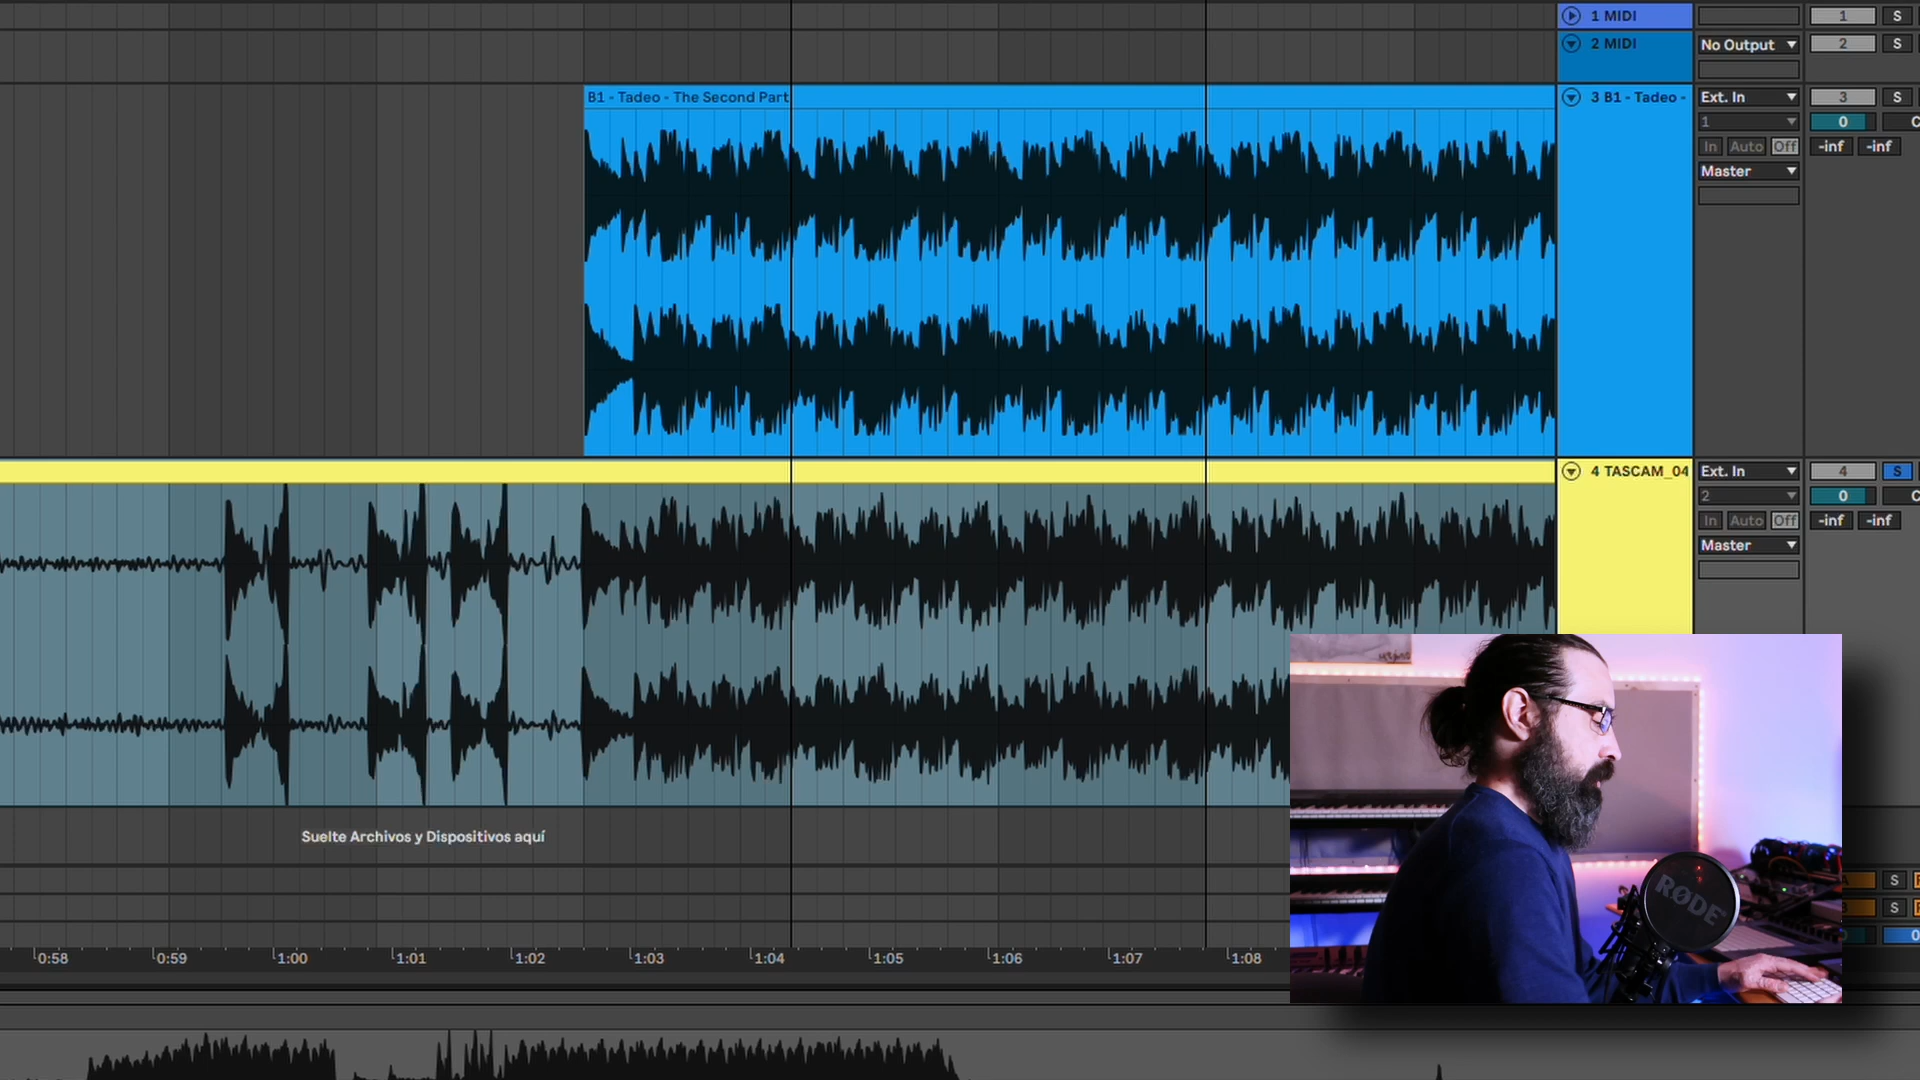 1 MIDI
1
S
2 MIDI
No Output
2
S
B1 - Tadeo - The Second Part
3 B1 - Tadeo -
Ext. In
3
S
1
0
C
In
Auto
Off
-inf
-inf
Master
4 TASCAM_04
Ext. In
4
S
2
0
C
In
Auto
Off
-inf
-inf
Master
Suelte Archivos y Dispositivos aquí
S
S
0
RØDE
0:58
0:59
1:00
1:01
1:02
1:03
1:04
1:05
1:06
1:07
1:08